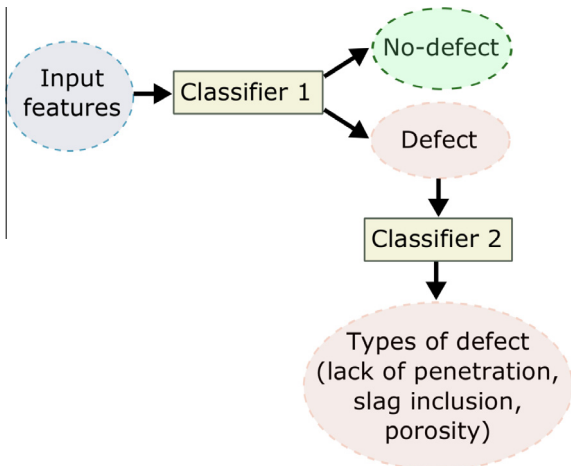 No-defect
Input
features
Classifier 1
Defect
Classifier 2
Types of defect
(lack of penetration,
slag inclusion,
porosity)